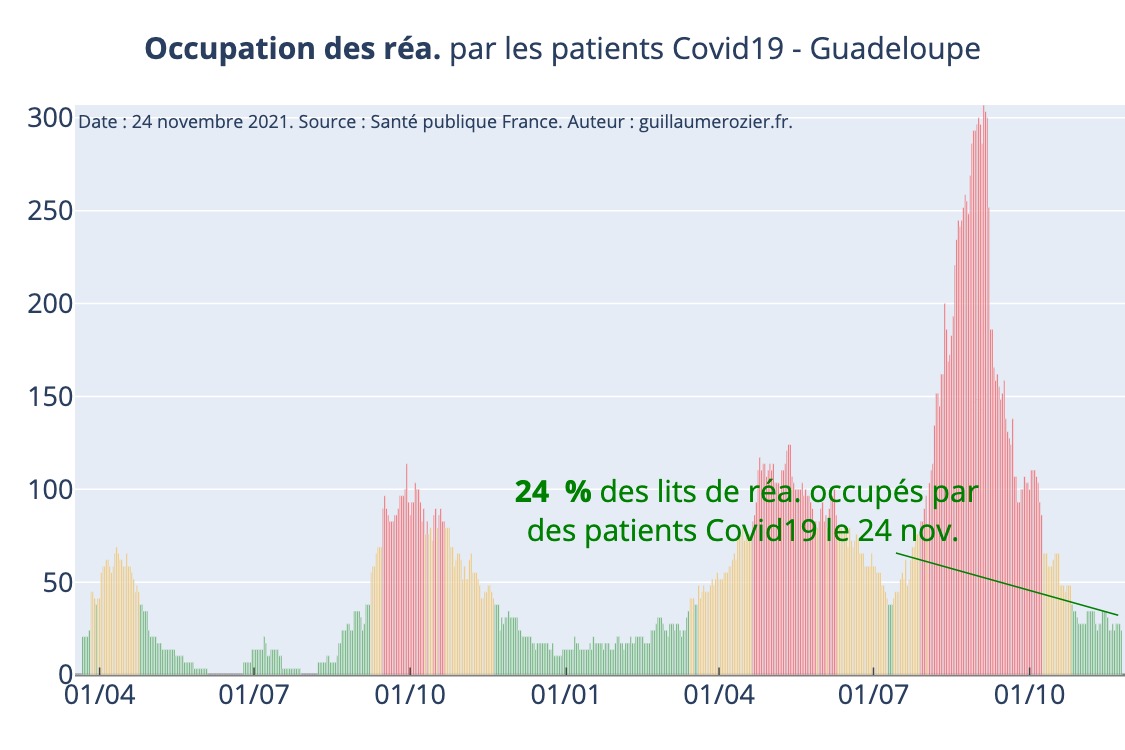 Occupation des réa. par les patients Covid19 - Guadeloupe
300
Date : 24 novembre 2021. Source : Santé publique France. Auteur : guillaumerozier.fr.
250
200
150
100
24 % des lits de réa. occupés par
des patients Covid19 le 24 nov.
50
0
01/04 01/07 01/10 01/01 01/04 01/07 01/10